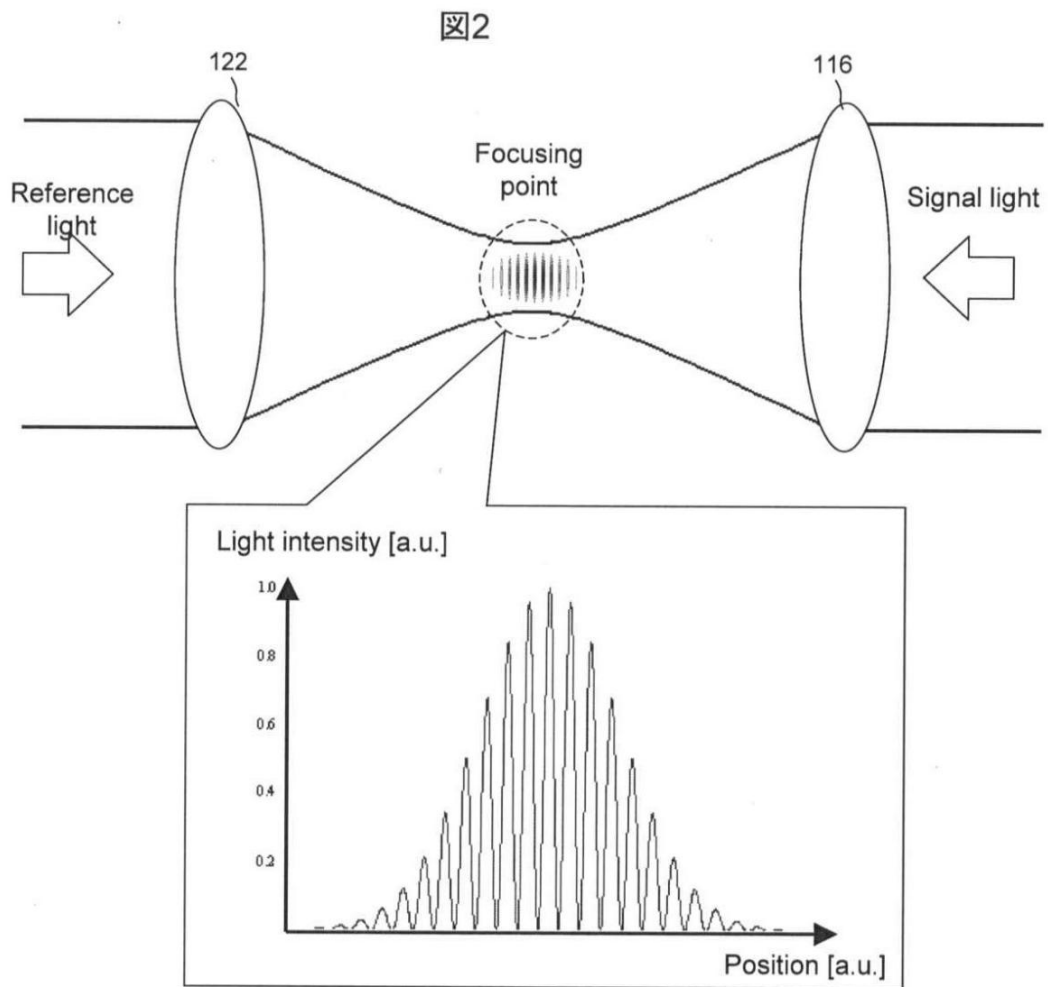 図2
122
116
Focusing
point
Reference
light
Signal light
Light intensity [a.u.]
1.0
0.8
0.6
0.4
0.2
Position [a.u.]